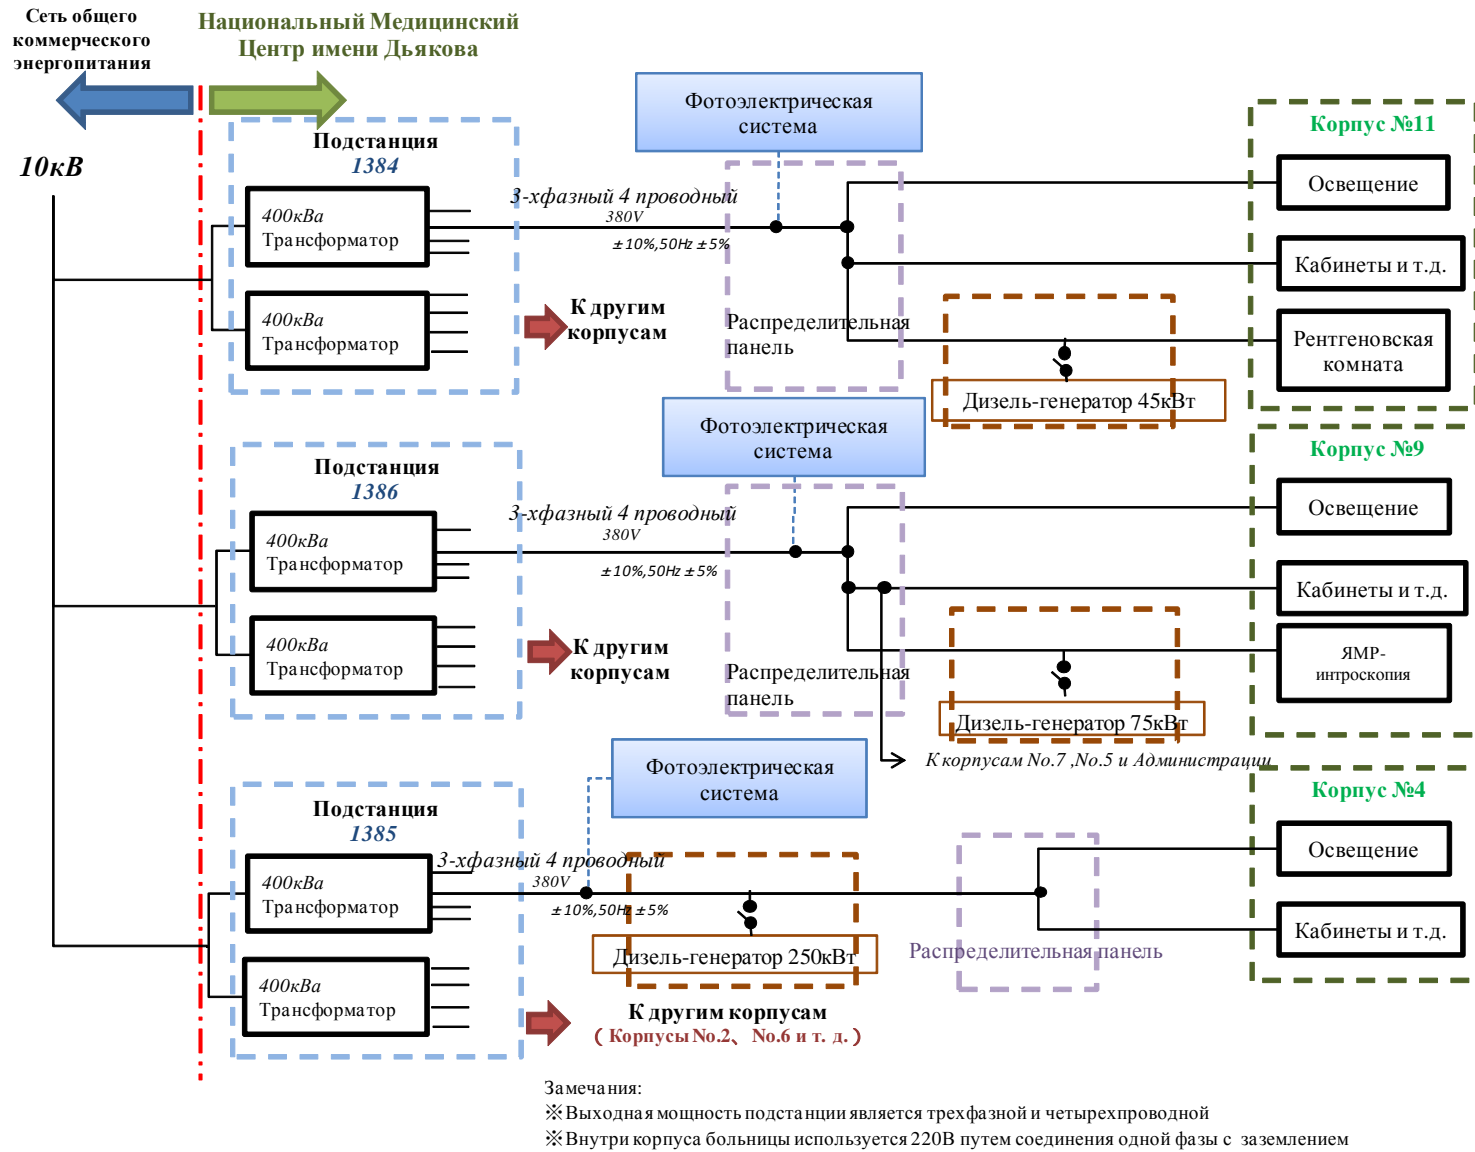 Сеть общего
коммерческого
энергопитания
Национальный Медицинский
Центр имени Дьякова
10кВ
Подстанция
1384
400кВа
Трансформатор
400кВа
Трансформатор
3-хфазный 4 проводный
380V
±10%,50Hz ±5%
К другим
корпусам
Фотоэлектрическая
система
Распределительная
панель
Дизель-генератор 45кВт
Корпус №11
Освещение
Кабинеты и т.д.
Рентгеновская
комната
Подстанция
1386
400кВа
Трансформатор
400кВа
Трансформатор
3-хфазный 4 проводный
380V
±10%,50Hz ±5%
К другим
корпусам
Фотоэлектрическая
система
Распределительная
панель
Дизель-генератор 75кВт
К корпусам No.7 ,No.5 и Администрации
Корпус №9
Освещение
Кабинеты и т.д.
ЯМР-
интроскопия
Подстанция
1385
400кВа
Трансформатор
400кВа
Трансформатор
3-хфазный 4 проводный
380V
±10%,50Hz ±5%
Фотоэлектрическая
система
Дизель-генератор 250кВт
К другим корпусам
( Корпусы No.2、 No.6 и т. д. )
Распределительная панель
Корпус №4
Освещение
Кабинеты и т.д.
Замечания:
※Выходная мощность подстанции является трехфазной и четырехпроводной
※Внутри корпуса больницы используется 220В путем соединения одной фазы с заземлением